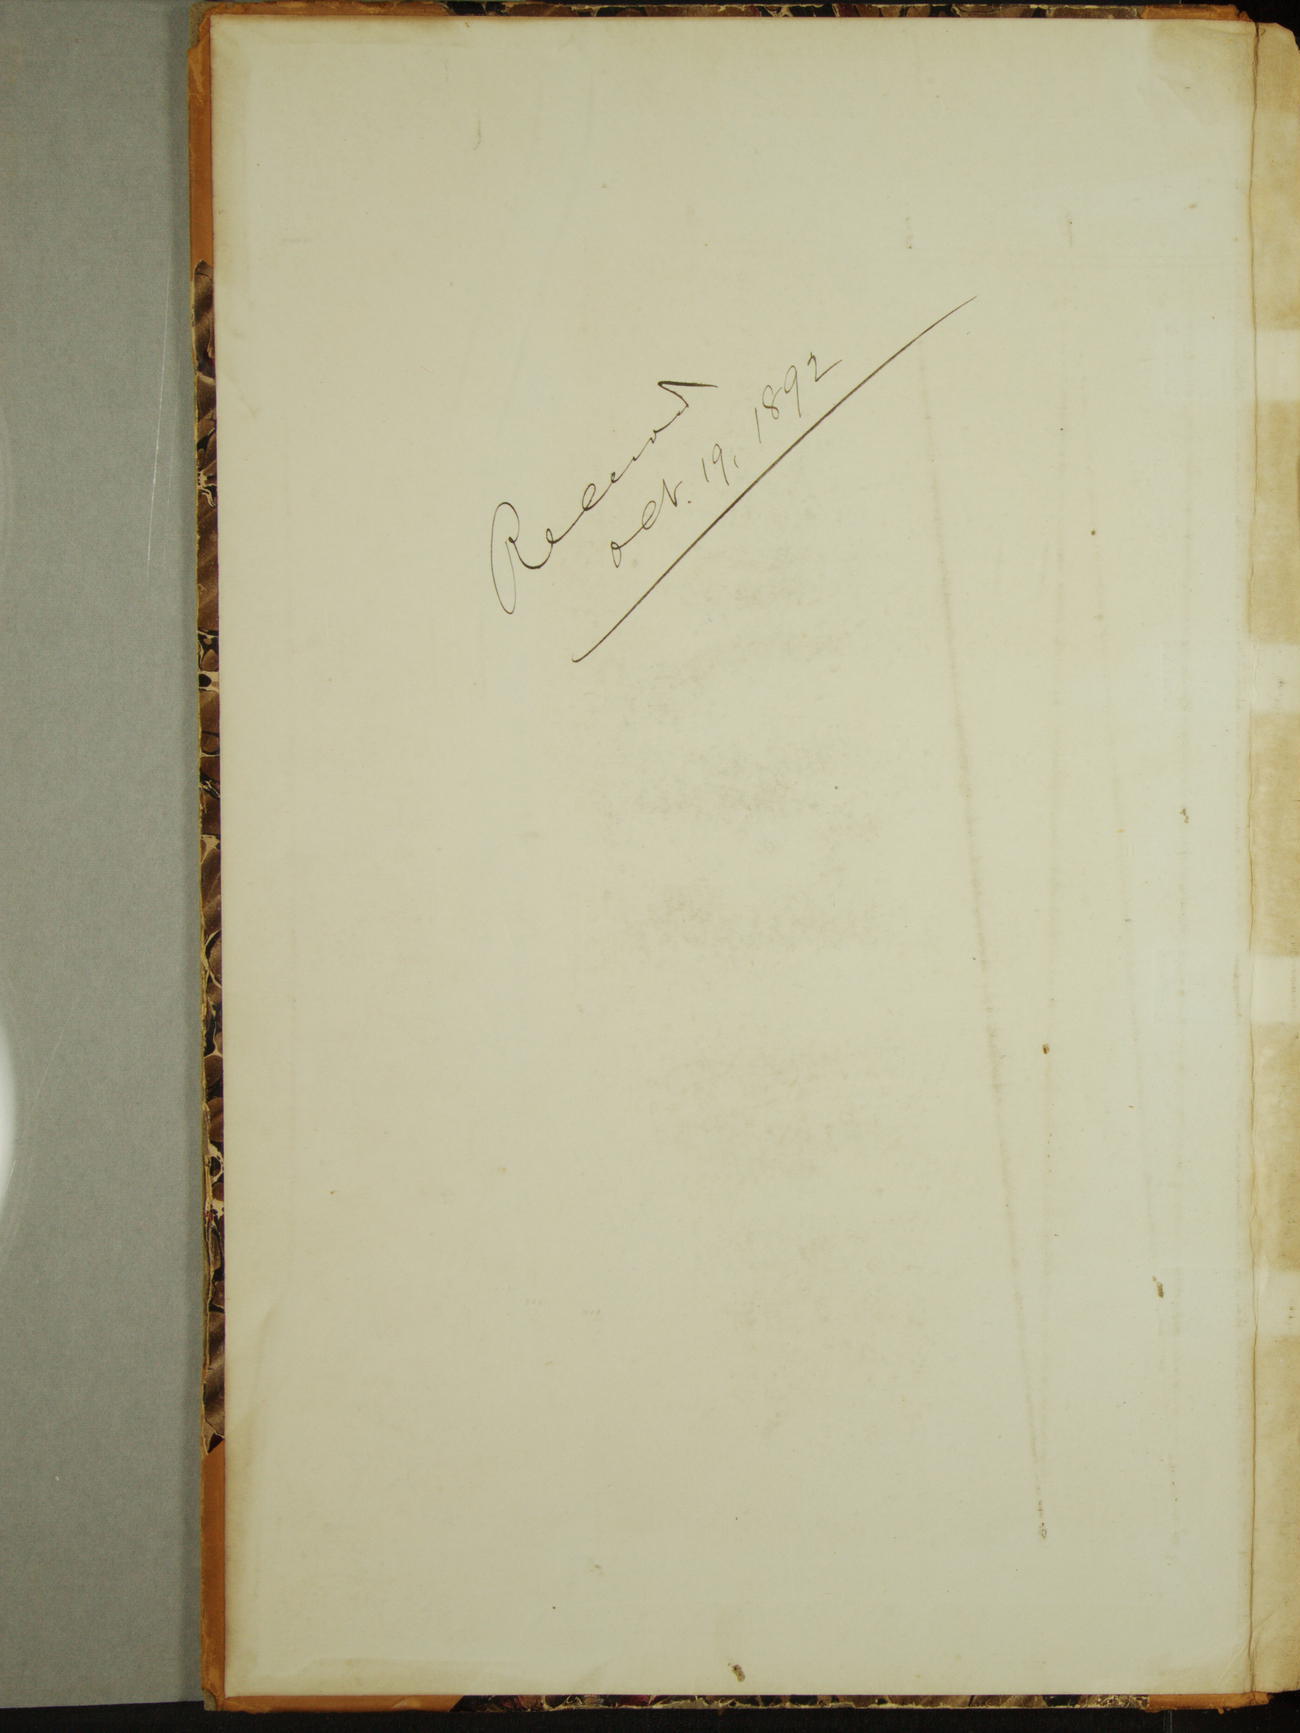 Received
Oct. 19, 1892